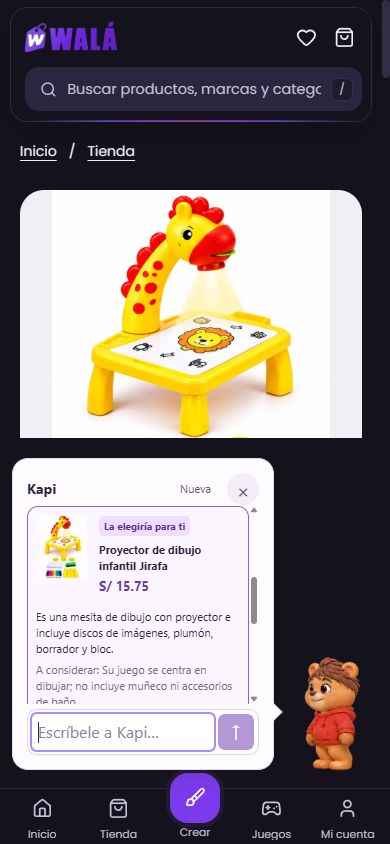 W WALÁ
Buscar productos, marcas y catego
/
Inicio / Tienda
Kapi
Nueva
×
La elegiría para ti
Proyector de dibujo
infantil Jirafa
S/ 15.75
Es una mesita de dibujo con proyector e
incluye discos de imágenes, plumón,
borrador y bloc.
A considerar: Su juego se centra en
dibujar; no incluye muñeco ni accesorios
de baño.
Escríbele a Kapi...
Inicio
Tienda
Crear
Juegos
Mi cuenta